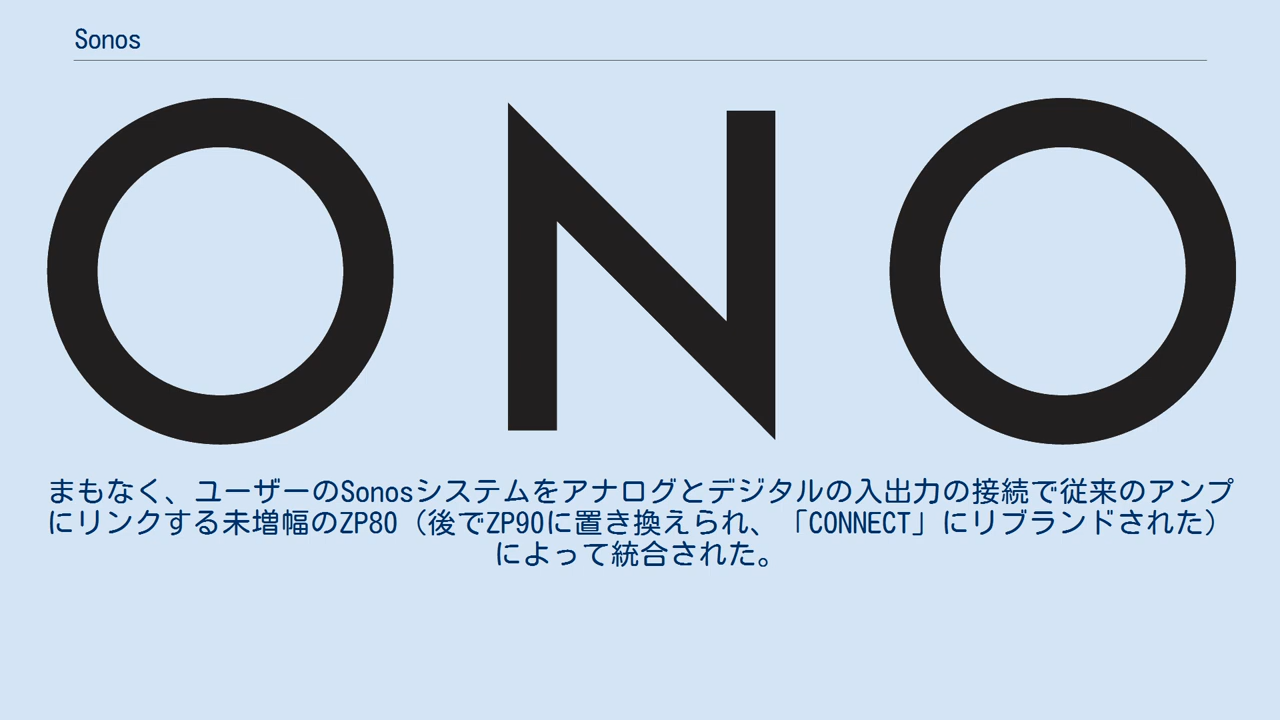 Sonos
ONO
まもなく、ユーザーのSonosシステムをアナログとデジタルの入出力の接続で従来のアンプ
にリンクする未増幅のZP80（後でZP90に置き換えられ、「CONNECT」にリブランドされた）
によって統合された。